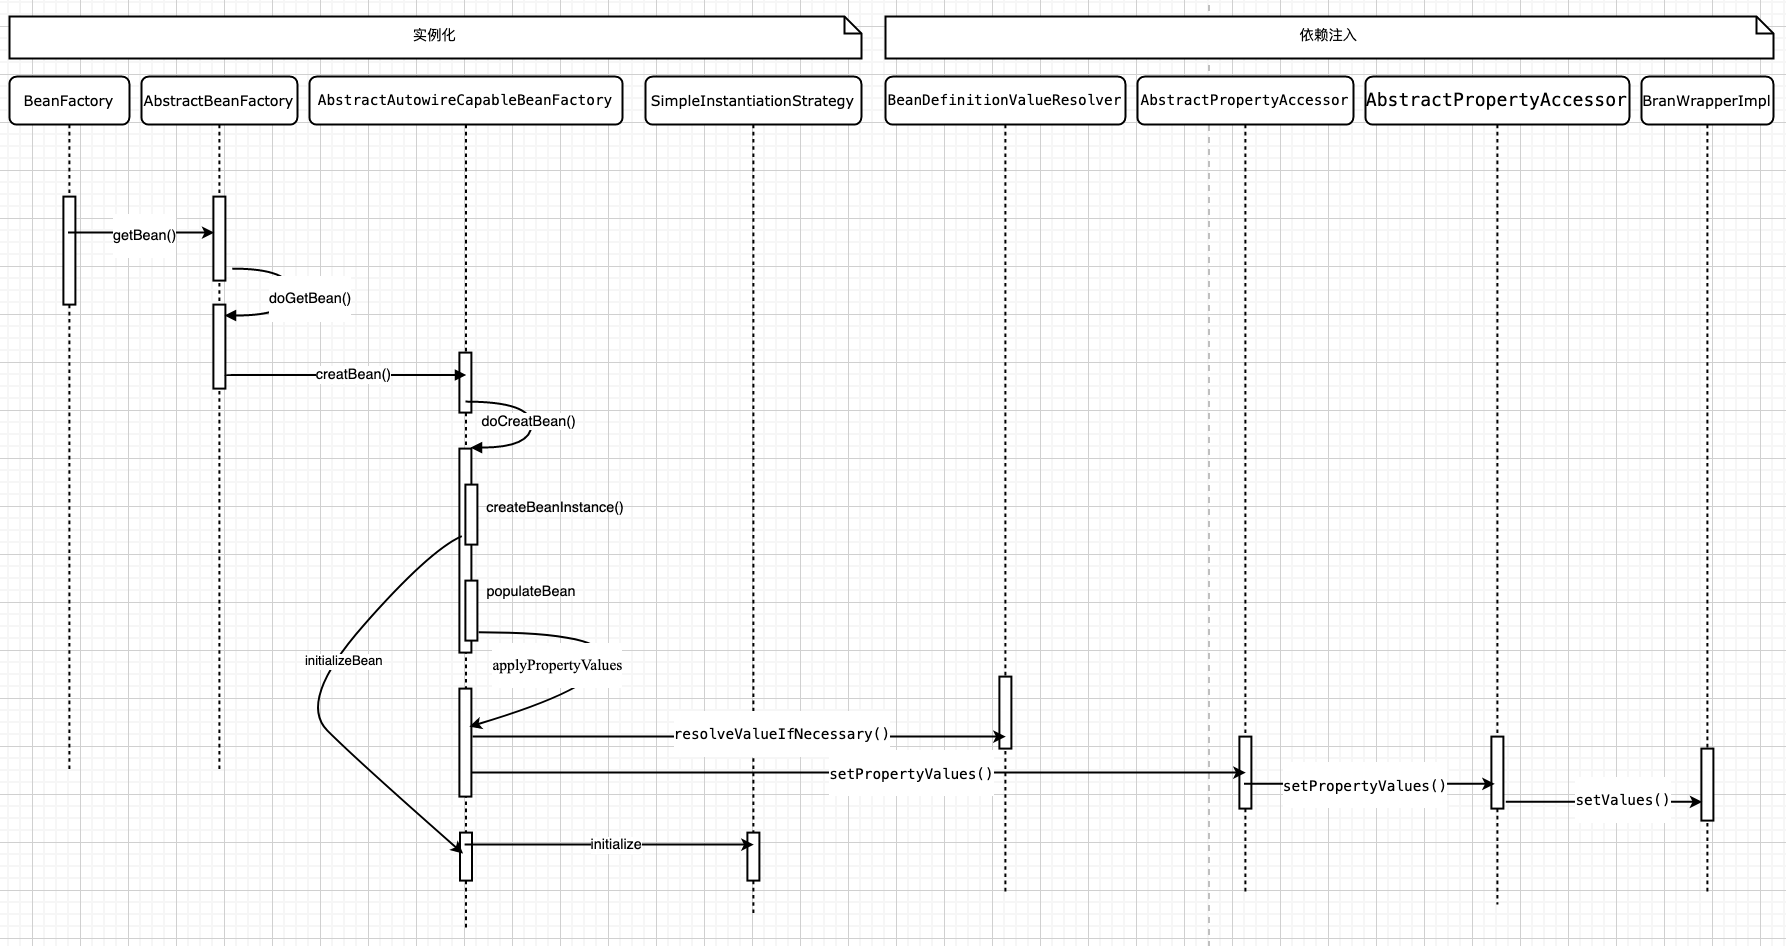 实例化
依赖注入
BeanFactory
AbstractBeanFactory
AbstractAutowireCapableBeanFactory
SimpleInstantiationStrategy
BeanDefinitionValueResolver
AbstractPropertyAccessor
AbstractPropertyAccessor
BranWrapperImpl
getBean()
doGetBean()
creatBean()
doCreatBean()
createBeanInstance()
populateBean
initializeBean
applyPropertyValues
resolveValueIfNecessary()
setPropertyValues()
setPropertyValues()
setValues()
initialize